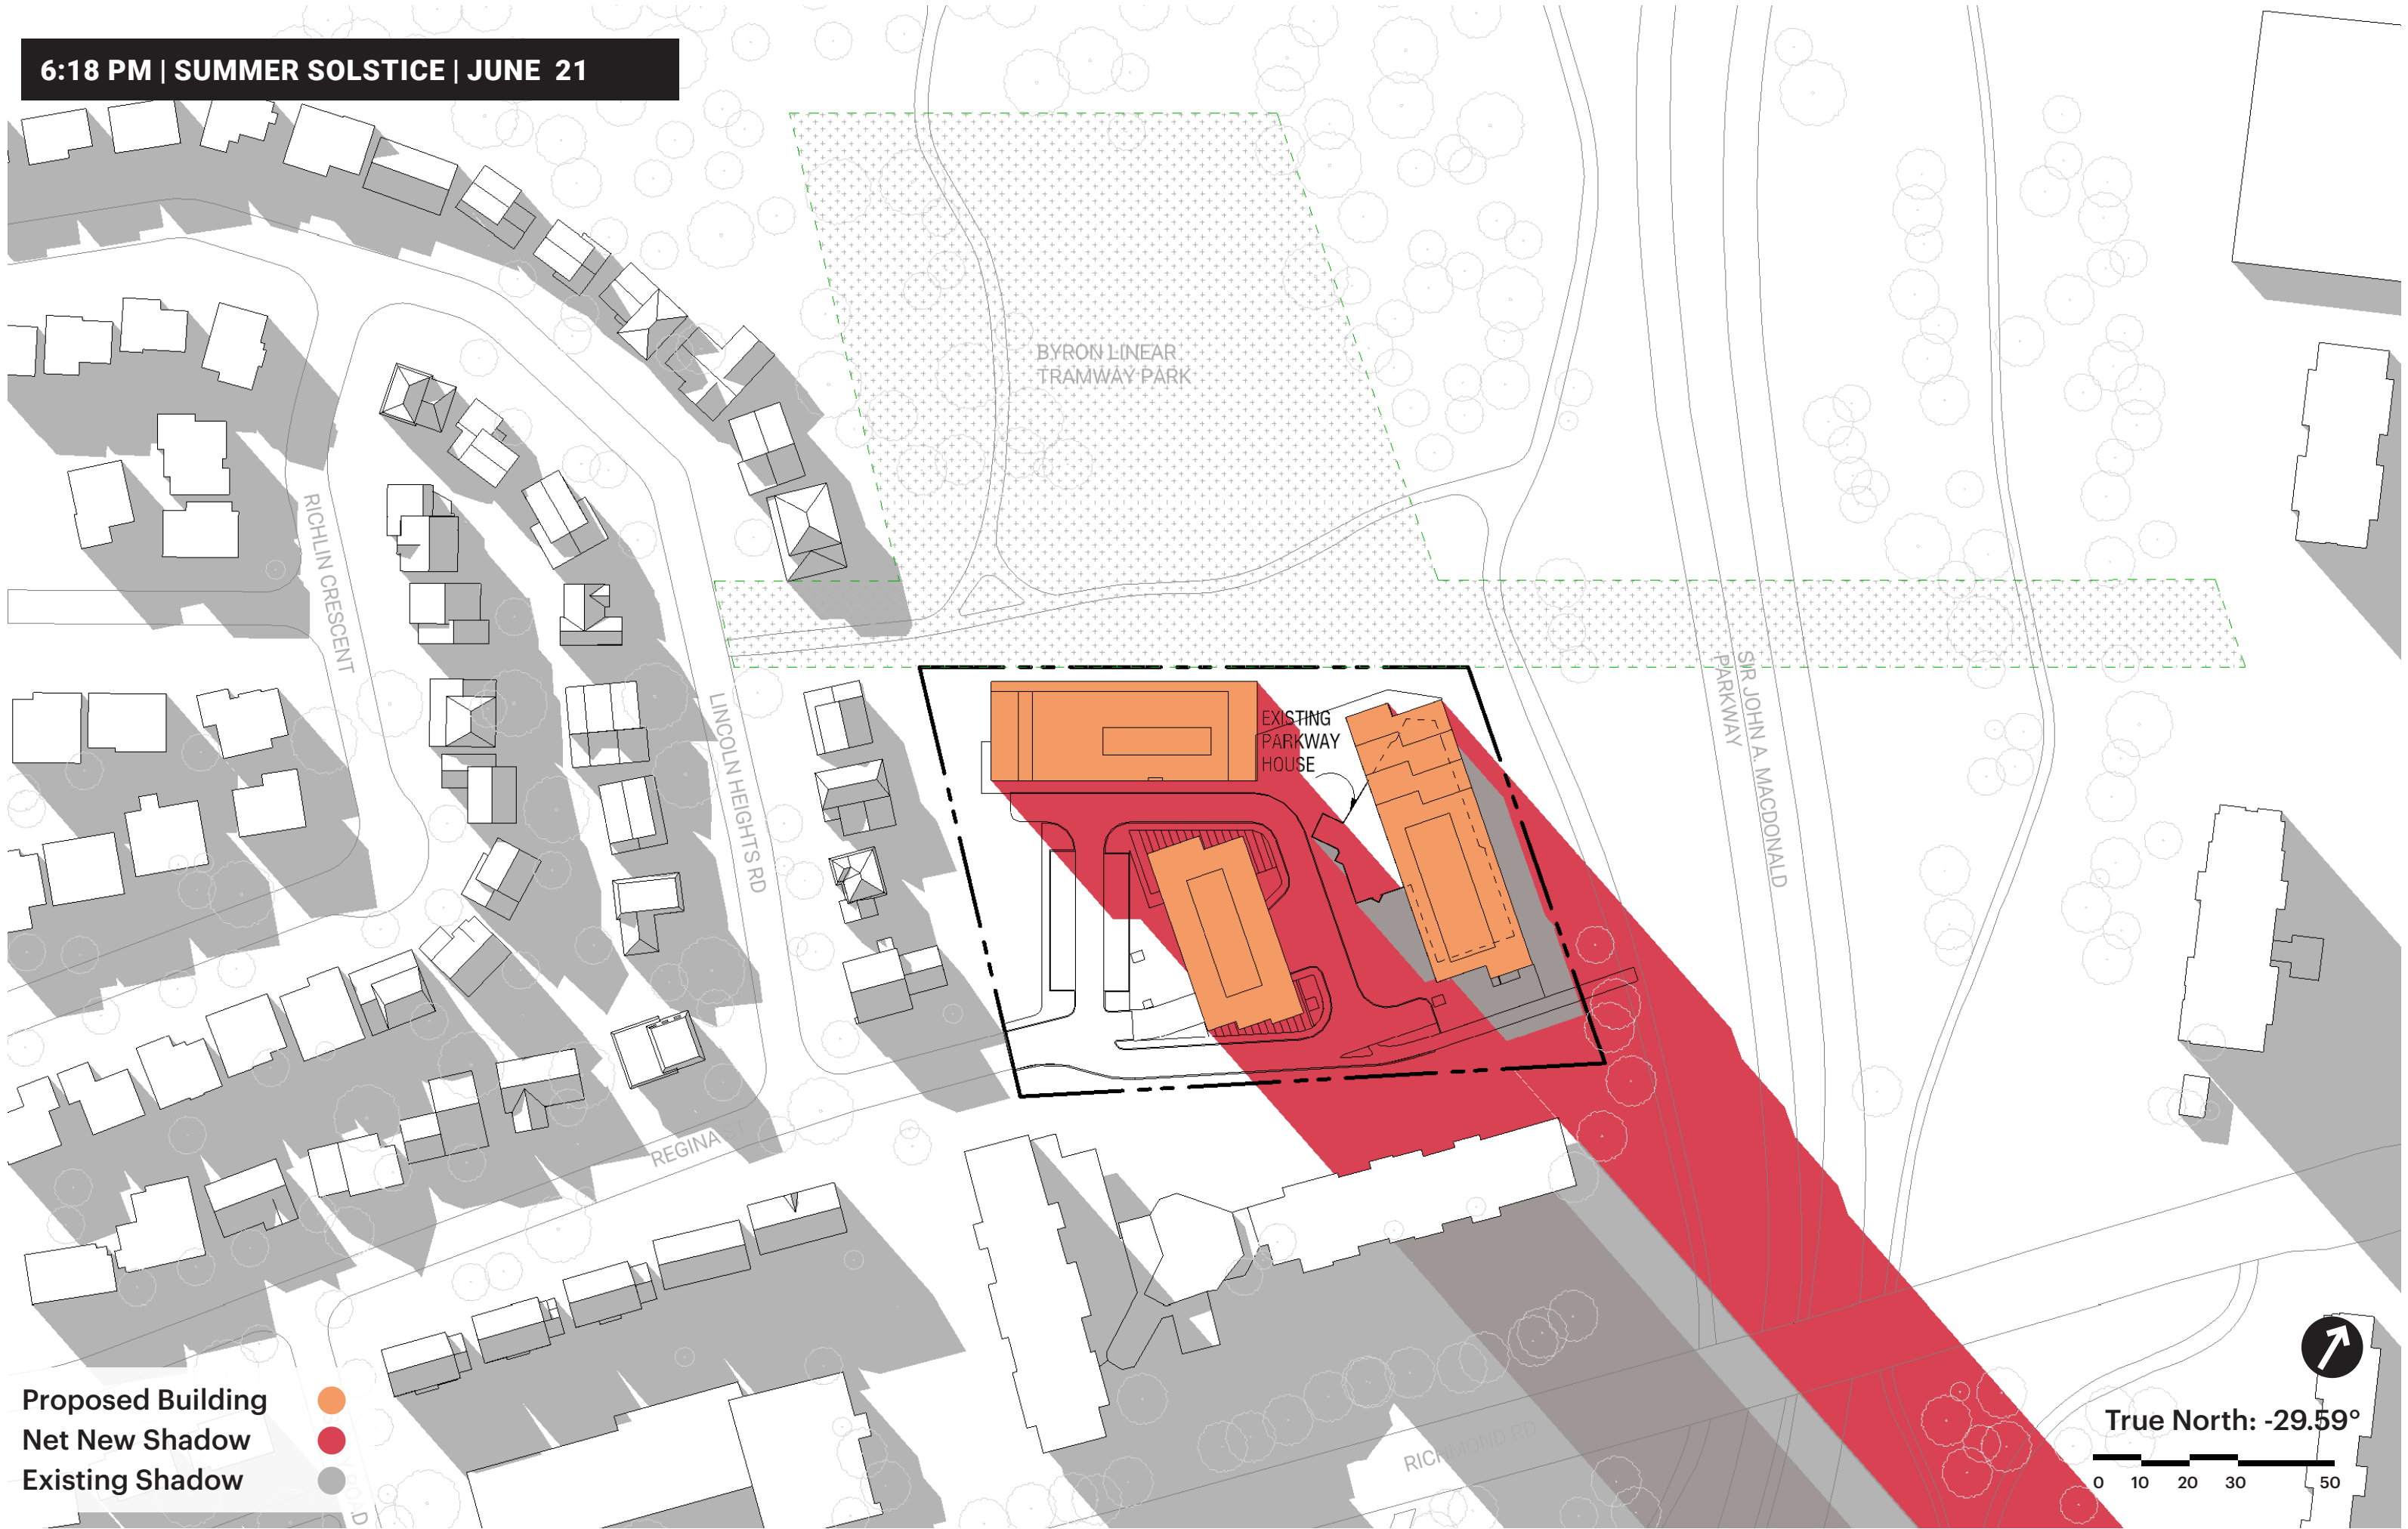 6:18 PM | SUMMER SOLSTICE | JUNE 21
BYRON LINEAR
TRAMWAY PARK
RICHLIN CRESCENT
LINCOLN HEIGHTS RD
EXISTING
PARKWAY
HOUSE
SIR JOHN A. MACDONALD
PARKWAY
REGINA
RICHMOND RD
Proposed Building
Net New Shadow
Existing Shadow
True North: -29.59°
0 10 20 30 50